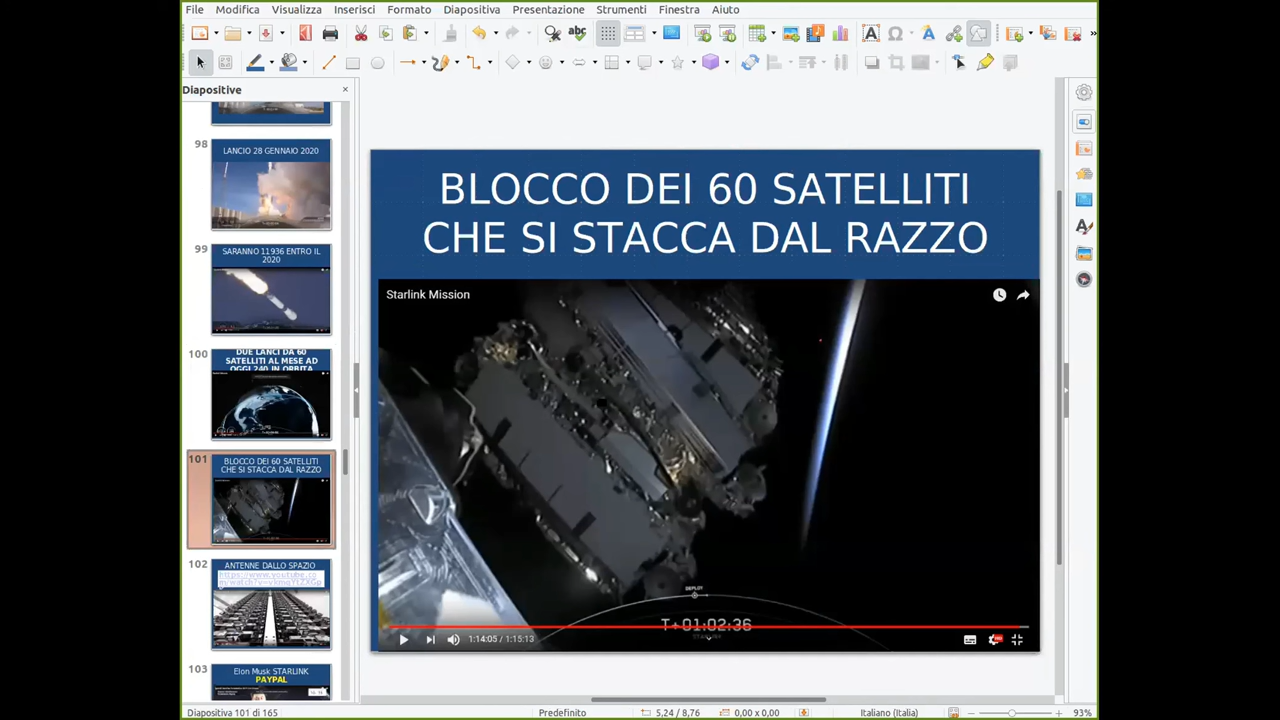 File Modifica Visualizza Inserisci Formato Diapositiva Presentazione Strumenti Finestra Aiuto
Diapositive
98
LANCIO 28 GENNAIO 2020
99
SARANNO 11936 ENTRO IL
2020
100
DUE LANCI DA 60
SATELLITI AL MESE AD
OGGI 240 IN ORBITA
101
BLOCCO DEI 60 SATELLITI
CHE SI STACCA DAL RAZZO
102
ANTENNE DALLO SPAZIO
103
Elon Musk STARLINK
PAYPAL
BLOCCO DEI 60 SATELLITI
CHE SI STACCA DAL RAZZO
Starlink Mission
DEPLOY
T+01:02:36
1:14:05 / 1:15:13
Diapositiva 101 di 165 Predefinito 5,24 / 8,76 0,00 x 0,00 Italiano (Italia) 93%